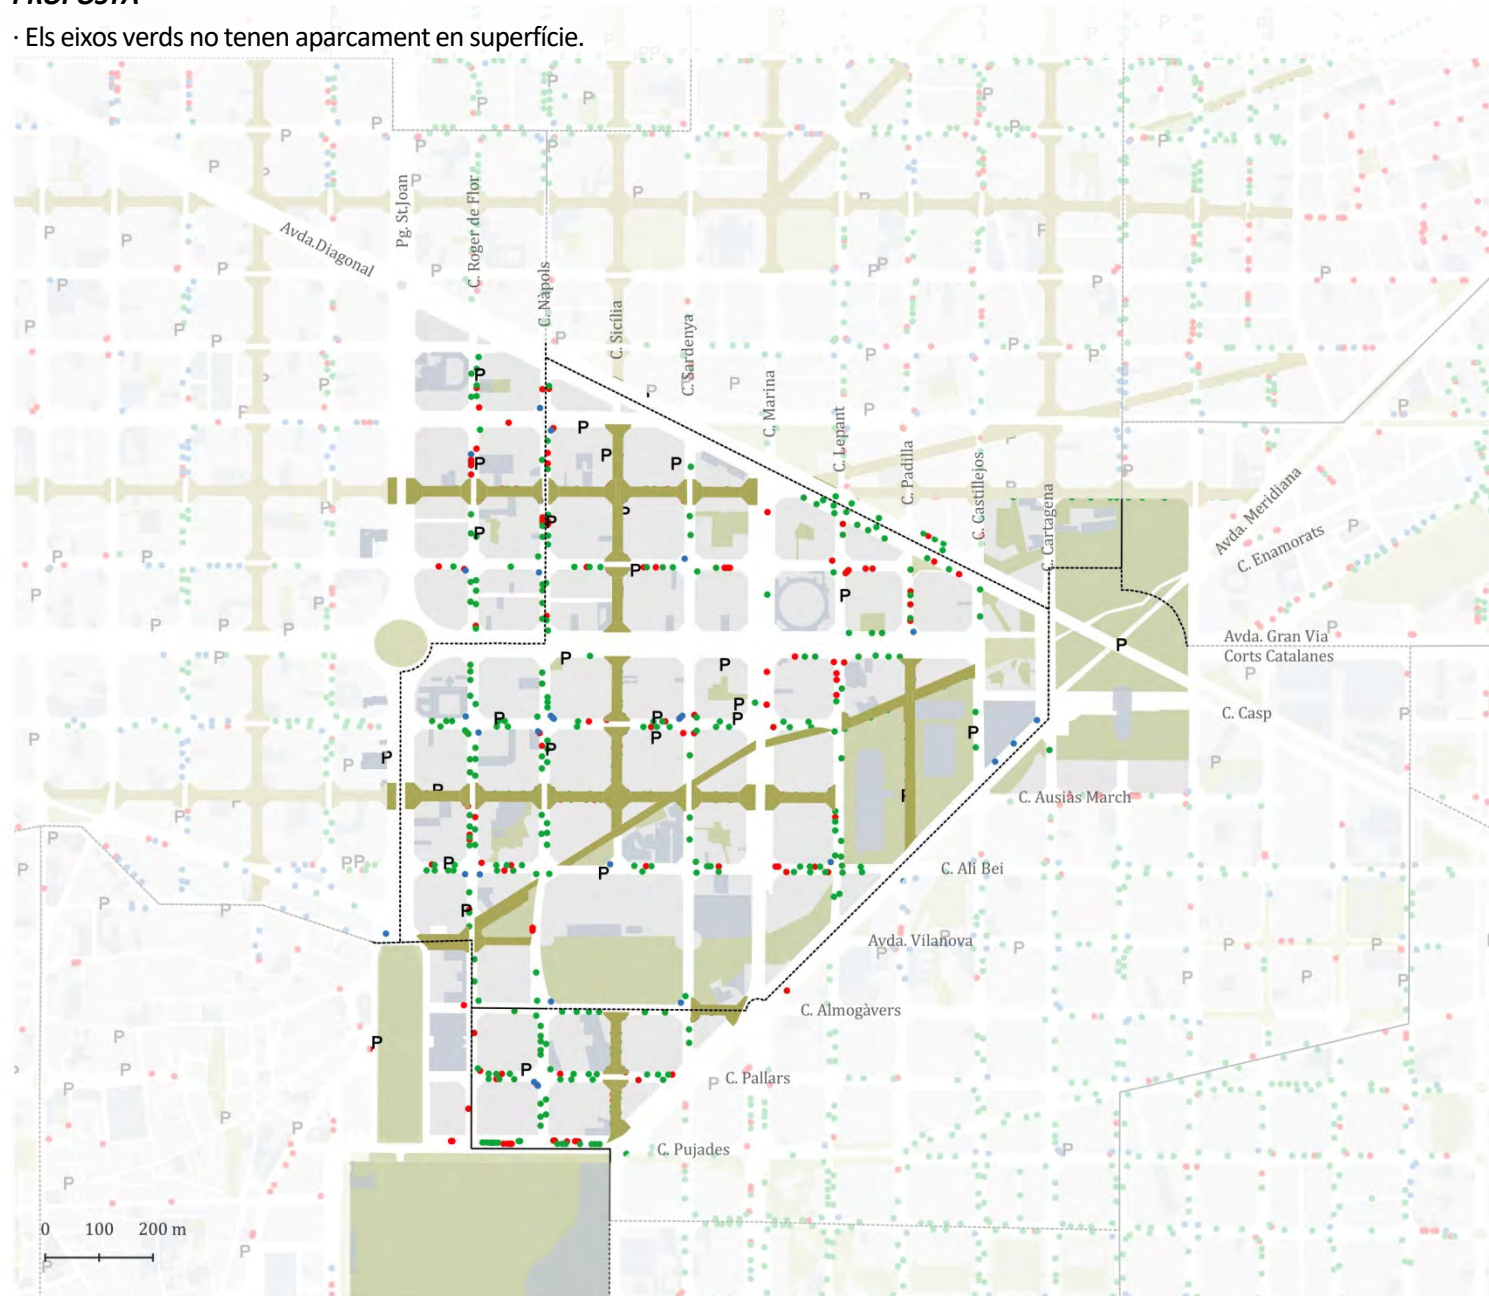 PROPOSTA
· Els eixos verds no tenen aparcament en superfície.
Pg. St.Joan
C. Roger de Flor
Avda.Diagonal
C. Nàpols
C. Sicília
C. Sardenya
C. Marina
C. Lepant
C. Padilla
C. Castillejos
C. Cartagena
Avda. Meridiana
C. Enamorats
Avda. Gran Via
Corts Catalanes
C. Casp
C. Ausiàs March
C. Ali Bei
Avda. Vilanova
C. Almogàvers
C. Pallars
C. Pujades
0 100 200 m
P